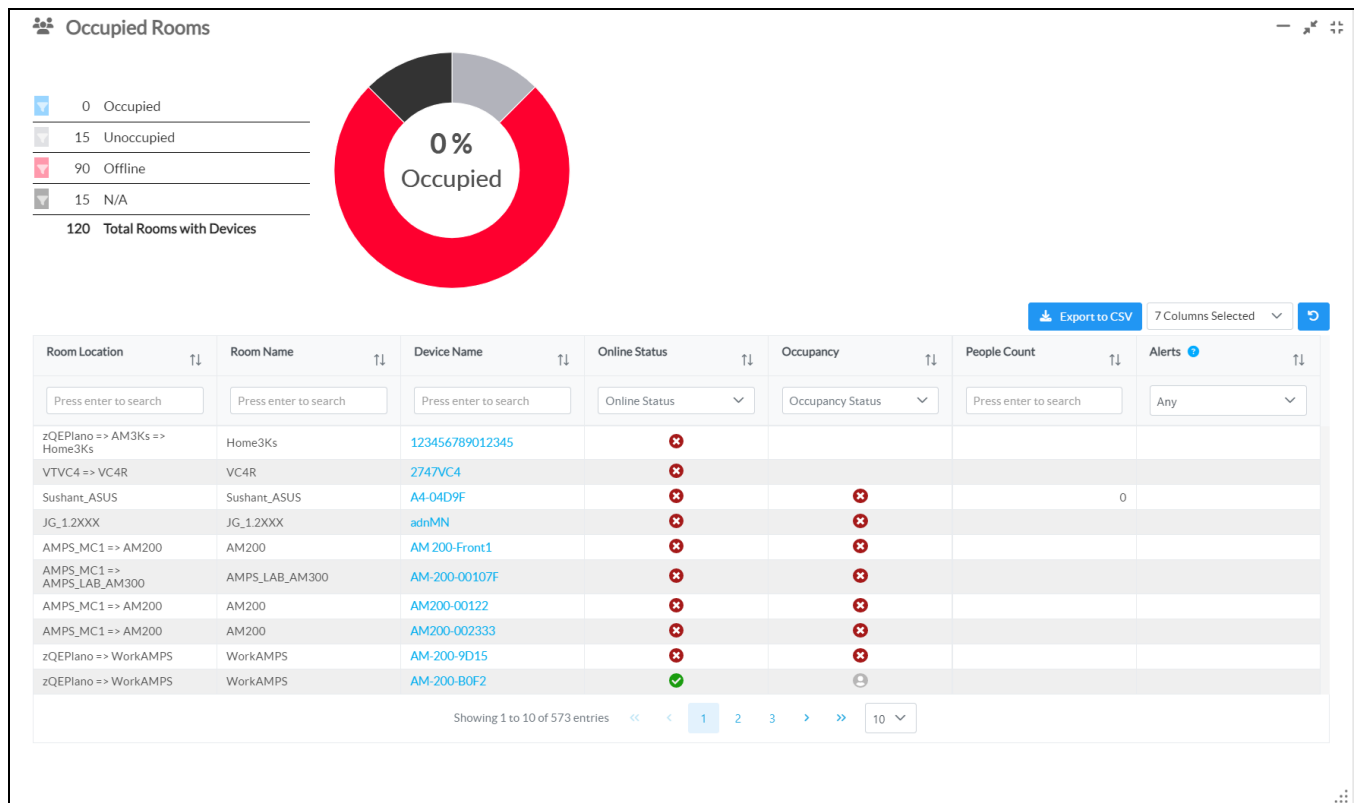 Occupied Rooms
0 Occupied
15 Unoccupied
90 Offline
15 N/A
120 Total Rooms with Devices
0 %
Occupied
Export to CSV
7 Columns Selected
Room Location Room Name Device Name Online Status Occupancy People Count Alerts ?
Press enter to search Press enter to search Press enter to search Online Status Occupancy Status Press enter to search Any
zQEPlano => AM3Ks =>
Home3Ks Home3Ks 123456789012345
VTVC4 => VC4R VC4R 2747VC4
Sushant_ASUS Sushant_ASUS A4-04D9F 0
JG_1.2XXX JG_1.2XXX adnMN
AMPS_MC1 => AM200 AM200 AM 200-Front1
AMPS_MC1 =>
AMPS_LAB_AM300 AMPS_LAB_AM300 AM-200-00107F
AMPS_MC1 => AM200 AM200 AM200-00122
AMPS_MC1 => AM200 AM200 AM200-002333
zQEPlano => WorkAMPS WorkAMPS AM-200-9D15
zQEPlano => WorkAMPS WorkAMPS AM-200-B0F2
Showing 1 to 10 of 573 entries « < 1 2 3 > » 10